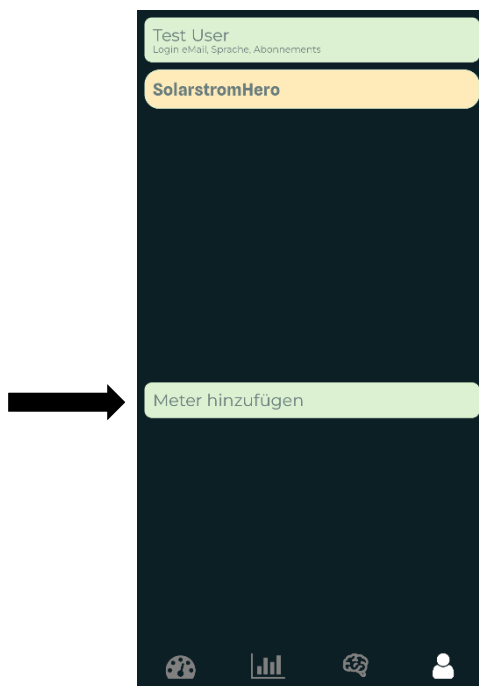 Test User
Login eMail, Sprache, Abonnements
SolarstromHero
Meter hinzufügen